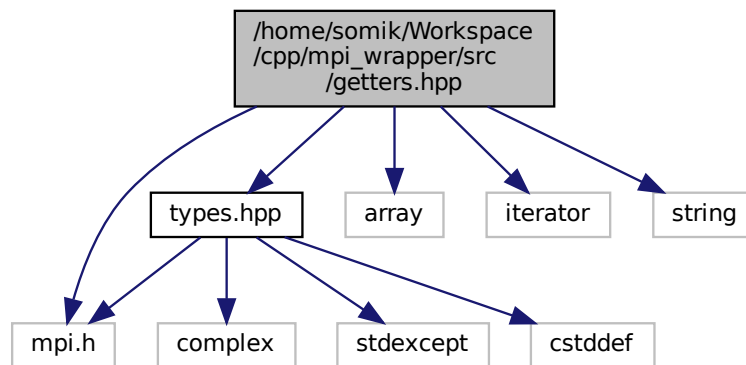 /home/somik/Workspace
/cpp/mpi_wrapper/src
/getters.hpp
types.hpp
array
iterator
string
mpi.h
complex
stdexcept
cstddef